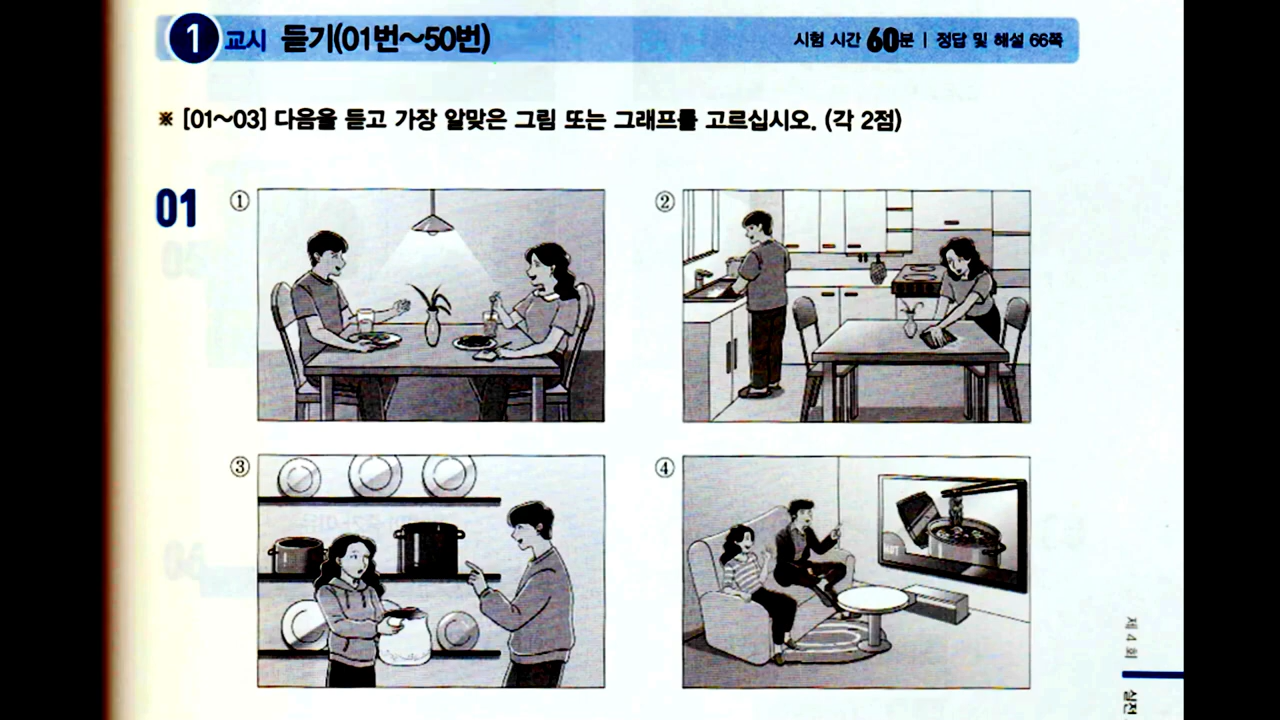 1 교시 듣기(01번~50번) 시험 시간 60분 | 정답 및 해설 66쪽
※ [01~03] 다음을 듣고 가장 알맞은 그림 또는 그래프를 고르십시오. (각 2점)
01 ① ②
③ ④
제4회
실전